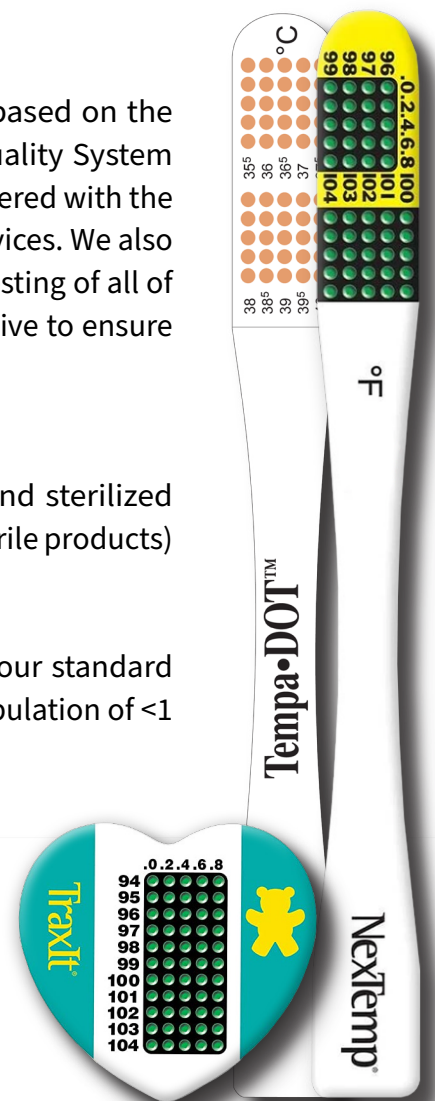 based on the
uality System
ered with the
vices. We also
sting of all of
ive to ensure
nd sterilized
rile products)
our standard
pulation of <1
°C
35⁵
36
36⁵
37
38
38⁵
39
39⁵
Tempa•DOT™
96
97
98
99
.0 .2 .4 .6 .8
100
101
102
103
104
°F
NexTemp®
TraxIt®
.0 .2 .4 .6 .8
94
95
96
97
98
99
100
101
102
103
104